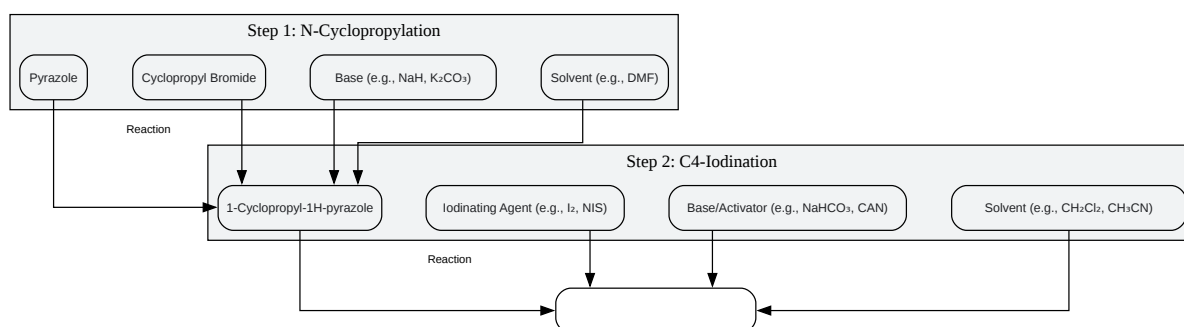 Step 1: N-Cyclopropylation
Pyrazole
Cyclopropyl Bromide
Base (e.g., NaH, K₂CO₃)
Solvent (e.g., DMF)
Reaction
Step 2: C4-Iodination
1-Cyclopropyl-1H-pyrazole
Iodinating Agent (e.g., I₂, NIS)
Base/Activator (e.g., NaHCO₃, CAN)
Solvent (e.g., CH₂Cl₂, CH₃CN)
Reaction